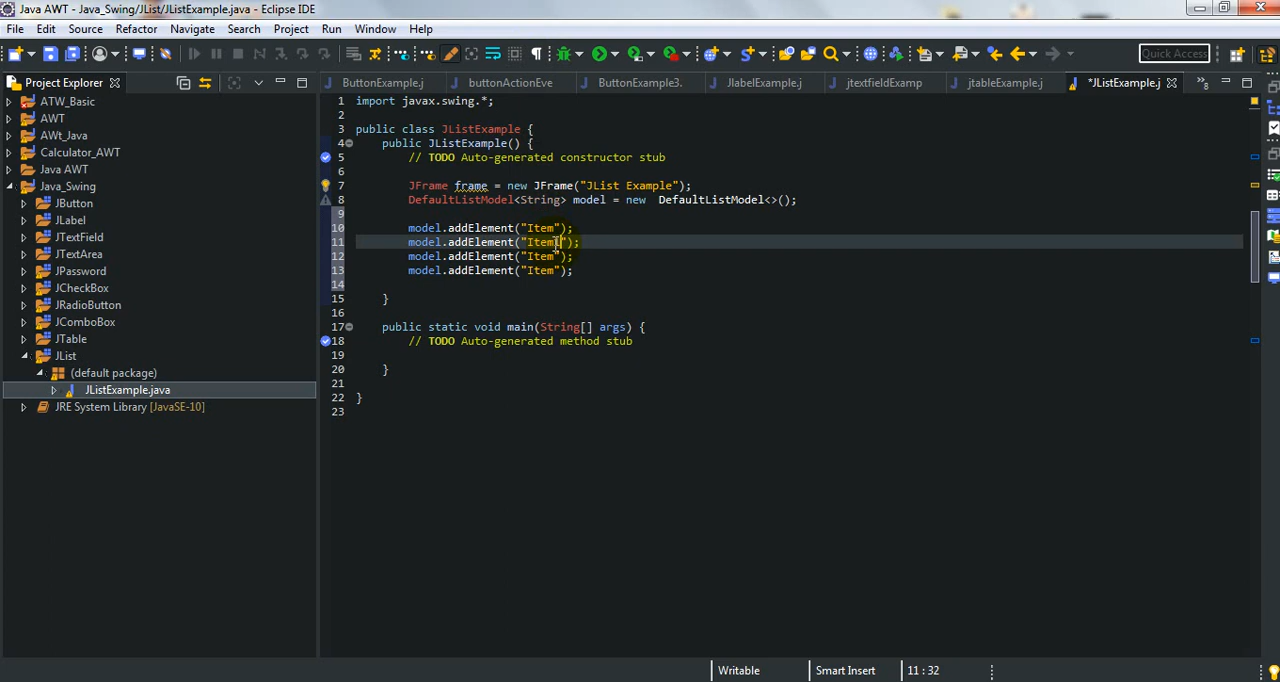 Java AWT - Java_Swing/JList/JListExample.java - Eclipse IDE
File Edit Source Refactor Navigate Search Project Run Window Help
Quick Access
Project Explorer
ButtonExample.j buttonActionEve ButtonExample3. JlabelExample.j jtextfieldExamp jtableExample.j *JListExample.j »8
ATW_Basic
AWT
AWt_Java
Calculator_AWT
Java AWT
Java_Swing
JButton
JLabel
JTextField
JTextArea
JPassword
JCheckBox
JRadioButton
JComboBox
JTable
JList
(default package)
JListExample.java
JRE System Library [JavaSE-10]
1 import javax.swing.*;
2
3 public class JListExample {
4 public JListExample() {
5 // TODO Auto-generated constructor stub
6
7 JFrame frame = new JFrame("JList Example");
8 DefaultListModel<String> model = new  DefaultListModel<>();
9
10 model.addElement("Item");
11 model.addElement("Item");
12 model.addElement("Item");
13 model.addElement("Item");
14
15 }
16
17 public static void main(String[] args) {
18 // TODO Auto-generated method stub
19
20 }
21
22 }
23
Writable Smart Insert 11 : 32